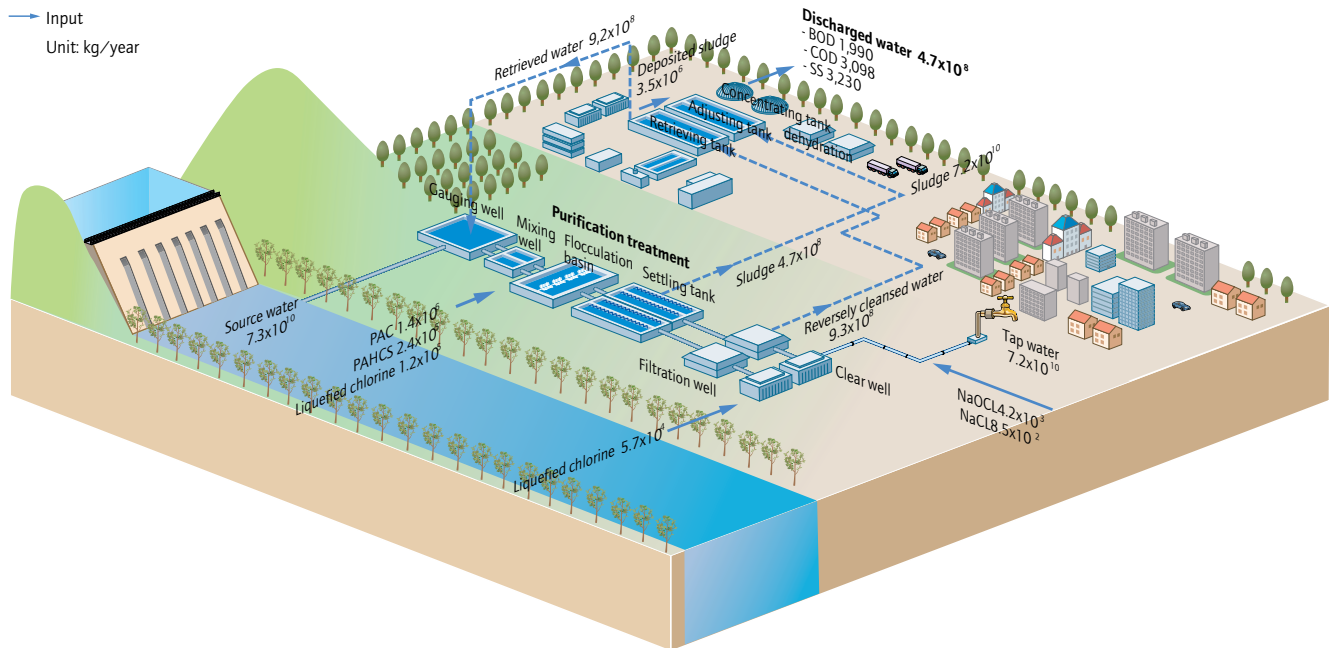 Input
Unit: kg/year
Retrieved water 9,2x10⁸
Deposited sludge
3.5x10⁶
Discharged water 4.7x10⁸
- BOD 1,990
- COD 3,098
- SS 3,230
Concentrating tank
dehydration
Adjusting tank
Retrieving tank
Sludge 7.2x10¹⁰
Gauging well
Mixing
well
Purification treatment
Flocculation
basin
Settling tank
Sludge 4.7x10⁸
Reversely cleansed water
9.3x10⁸
Source water
7.3x10¹⁰
PAC 1.4x10⁶
PAHCS 2.4x10⁶
Liquefied chlorine 1.2x10⁸
Filtration well
Clear well
Tap water
7.2x10¹⁰
NaOCL4.2x10³
NaCL8.5x10²
Liquefied chlorine 5.7x10⁴